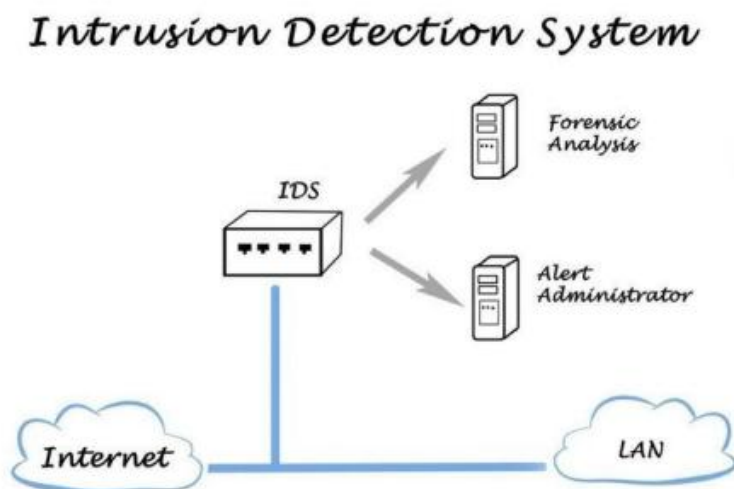 Intrusion Detection System
Forensic
Analysis
IDS
Alert
Administrator
Internet
LAN